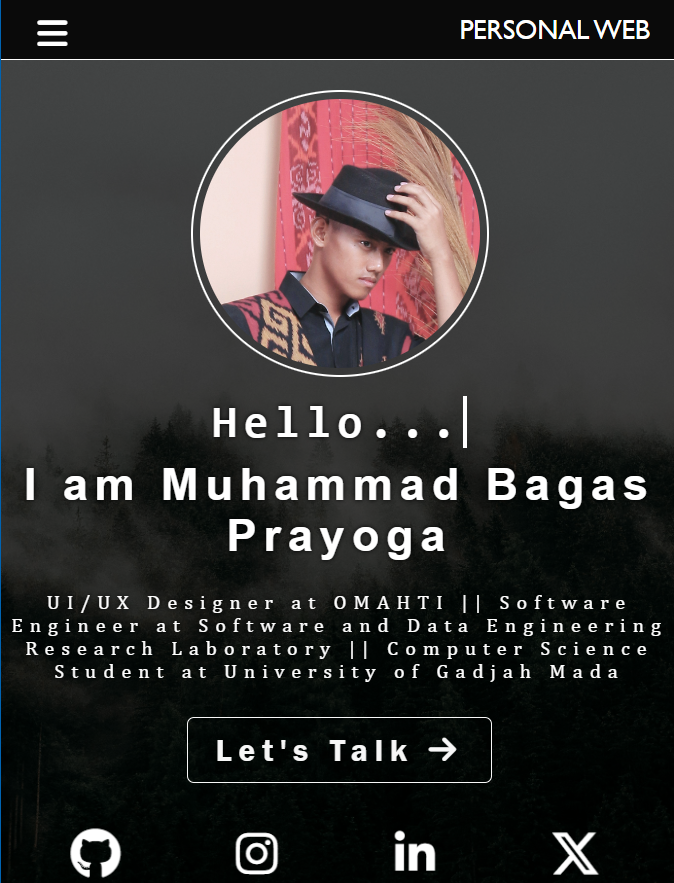 PERSONAL WEB
Hello...
I am Muhammad Bagas
Prayoga
UI/UX Designer at OMAHTI || Software
Engineer at Software and Data Engineering
Research Laboratory || Computer Science
Student at University of Gadjah Mada
Let's Talk →